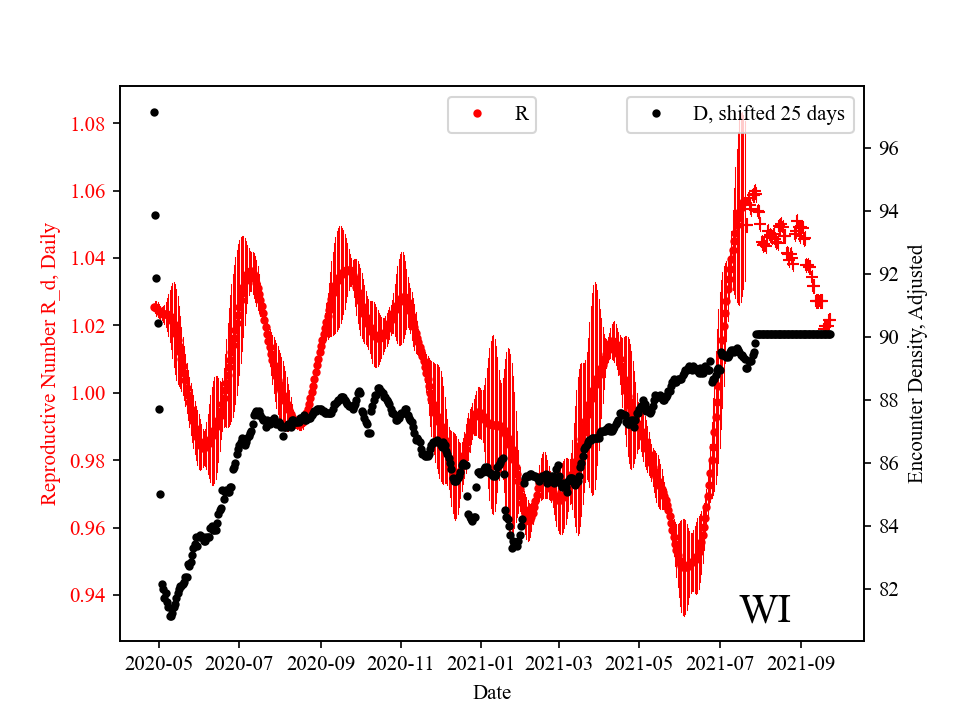 R
D, shifted 25 days
1.08
1.06
1.04
1.02
1.00
0.98
0.96
0.94
Reproductive Number R_d, Daily
96
94
92
90
88
86
84
82
Encounter Density, Adjusted
WI
2020-05 2020-07 2020-09 2020-11 2021-01 2021-03 2021-05 2021-07 2021-09
Date